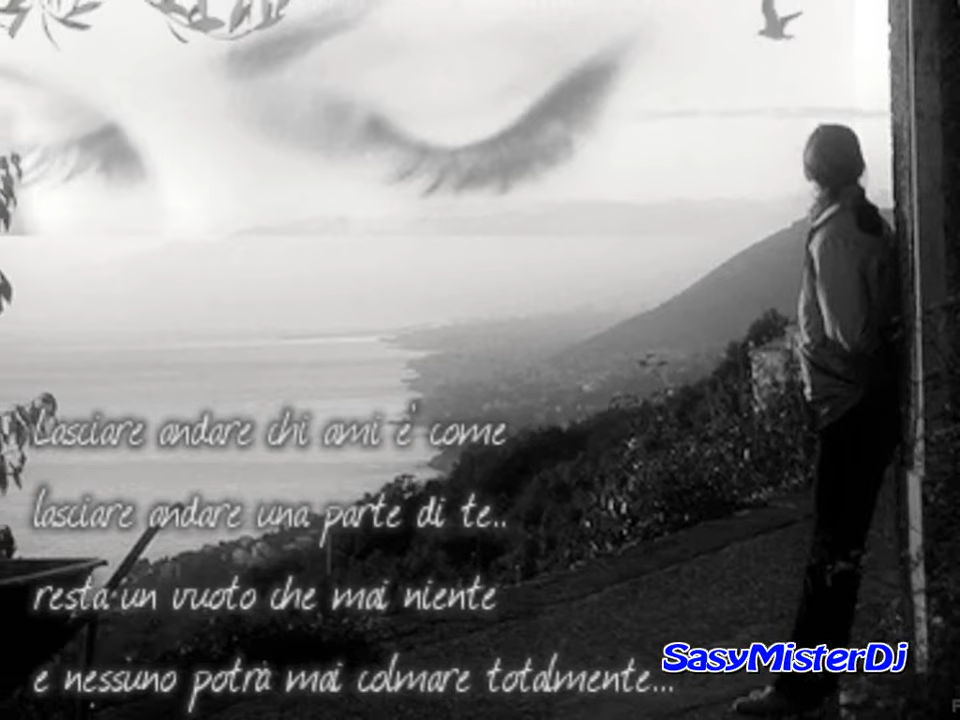 Lasciare andare chi ami è come
lasciare andare una parte di te..
resta un vuoto che mai niente
e nessuno potrà mai colmare totalmente...
SasyMisterDj